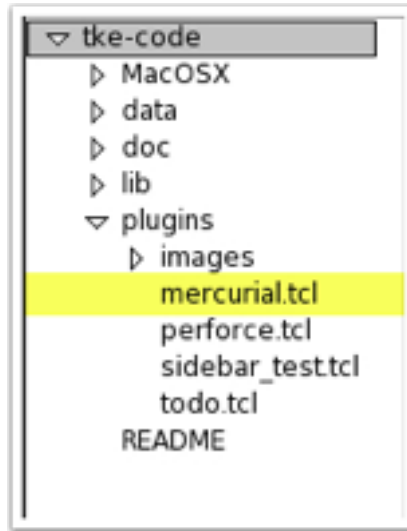 tke-code
MacOSX
data
doc
lib
plugins
images
mercurial.tcl
perforce.tcl
sidebar_test.tcl
todo.tcl
README